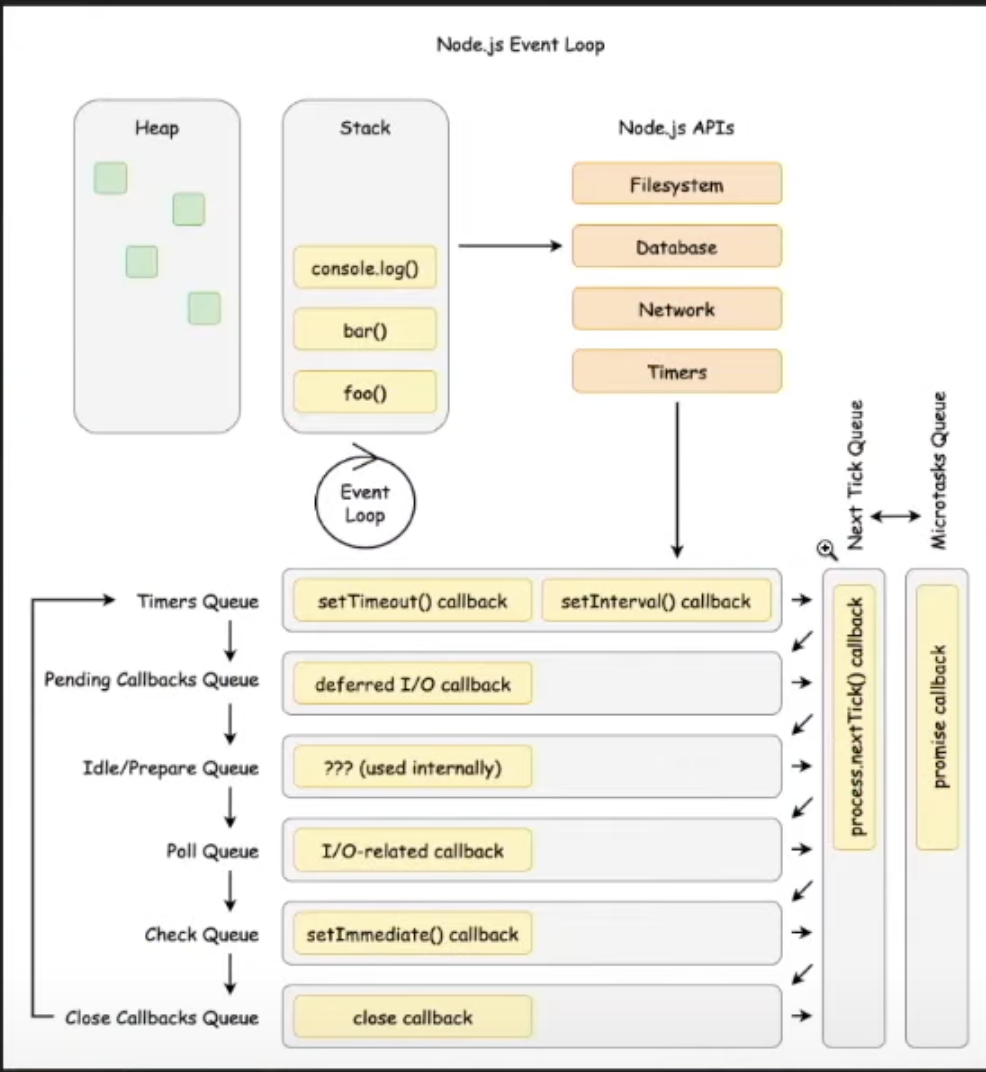 Node.js Event Loop
Heap
Stack
Node.js APIs
Filesystem
Database
Network
Timers
console.log()
bar()
foo()
Event
Loop
Next Tick Queue
Microtasks Queue
Timers Queue
setTimeout() callback
setInterval() callback
Pending Callbacks Queue
deferred I/O callback
Idle/Prepare Queue
??? (used internally)
Poll Queue
I/O-related callback
Check Queue
setImmediate() callback
Close Callbacks Queue
close callback
process.nextTick() callback
promise callback